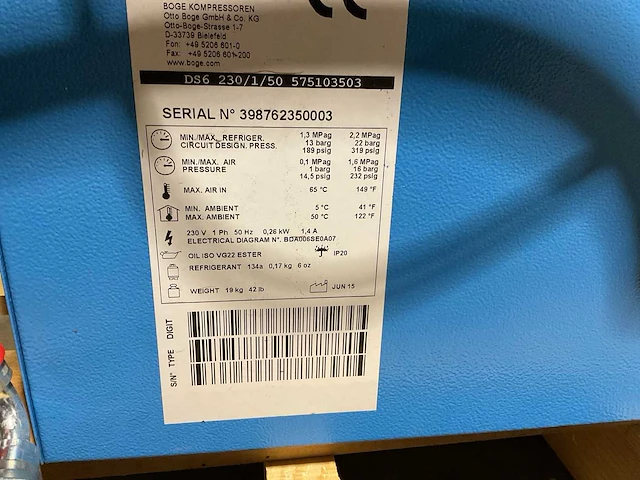 BOGE KOMPRESSOREN
Otto Boge GmbH & Co. KG
Otto-Boge-Strasse 1-7
D-33739 Bielefeld
Fon: +49 5206 601-0
Fax: +49 5206 601-200
www.boge.com
CE
DS6 230/1/50 575103503
SERIAL N° 398762350003
MIN./MAX. REFRIGER. 1,3 MPag 2,2 MPag
CIRCUIT DESIGN. PRESS. 13 barg 22 barg
189 psig 319 psig
MIN./MAX. AIR 0,1 MPag 1,6 MPag
PRESSURE 1 barg 16 barg
14,5 psig 232 psig
MAX. AIR IN 65 °C 149 °F
MIN. AMBIENT 5 °C 41 °F
MAX. AMBIENT 50 °C 122 °F
230 V 1 Ph 50 Hz 0,26 kW 1,4 A
ELECTRICAL DIAGRAM N°. BDA006SE0A07
OIL ISO VG22 ESTER IP20
REFRIGERANT 134a 0,17 kg 6 oz
WEIGHT 19 kg 42 lb JUN 15
S/N° TYPE DIGIT